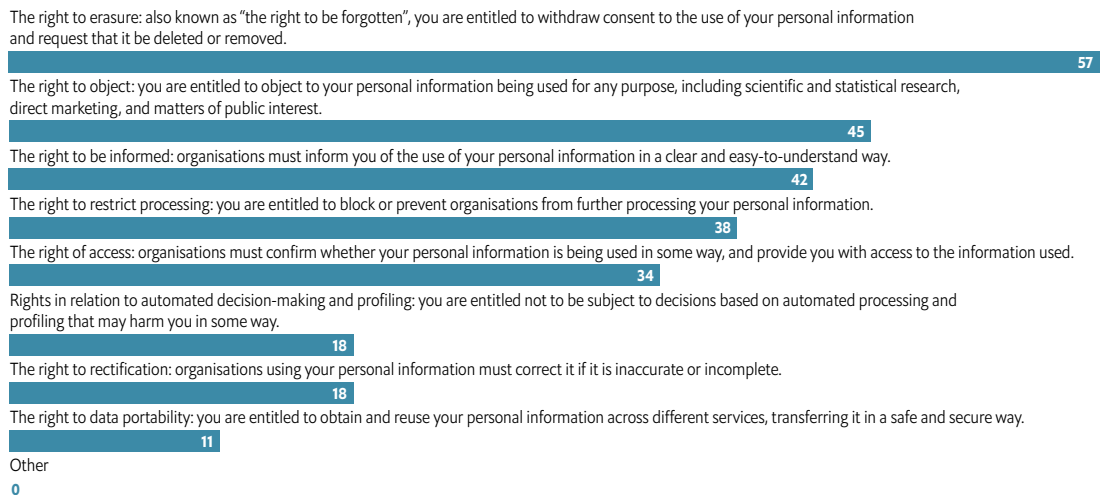 The right to erasure: also known as “the right to be forgotten”, you are entitled to withdraw consent to the use of your personal information
and request that it be deleted or removed.
57
The right to object: you are entitled to object to your personal information being used for any purpose, including scientific and statistical research,
direct marketing, and matters of public interest.
45
The right to be informed: organisations must inform you of the use of your personal information in a clear and easy-to-understand way.
42
The right to restrict processing: you are entitled to block or prevent organisations from further processing your personal information.
38
The right of access: organisations must confirm whether your personal information is being used in some way, and provide you with access to the information used.
34
Rights in relation to automated decision-making and profiling: you are entitled not to be subject to decisions based on automated processing and
profiling that may harm you in some way.
18
The right to rectification: organisations using your personal information must correct it if it is inaccurate or incomplete.
18
The right to data portability: you are entitled to obtain and reuse your personal information across different services, transferring it in a safe and secure way.
11
Other
0